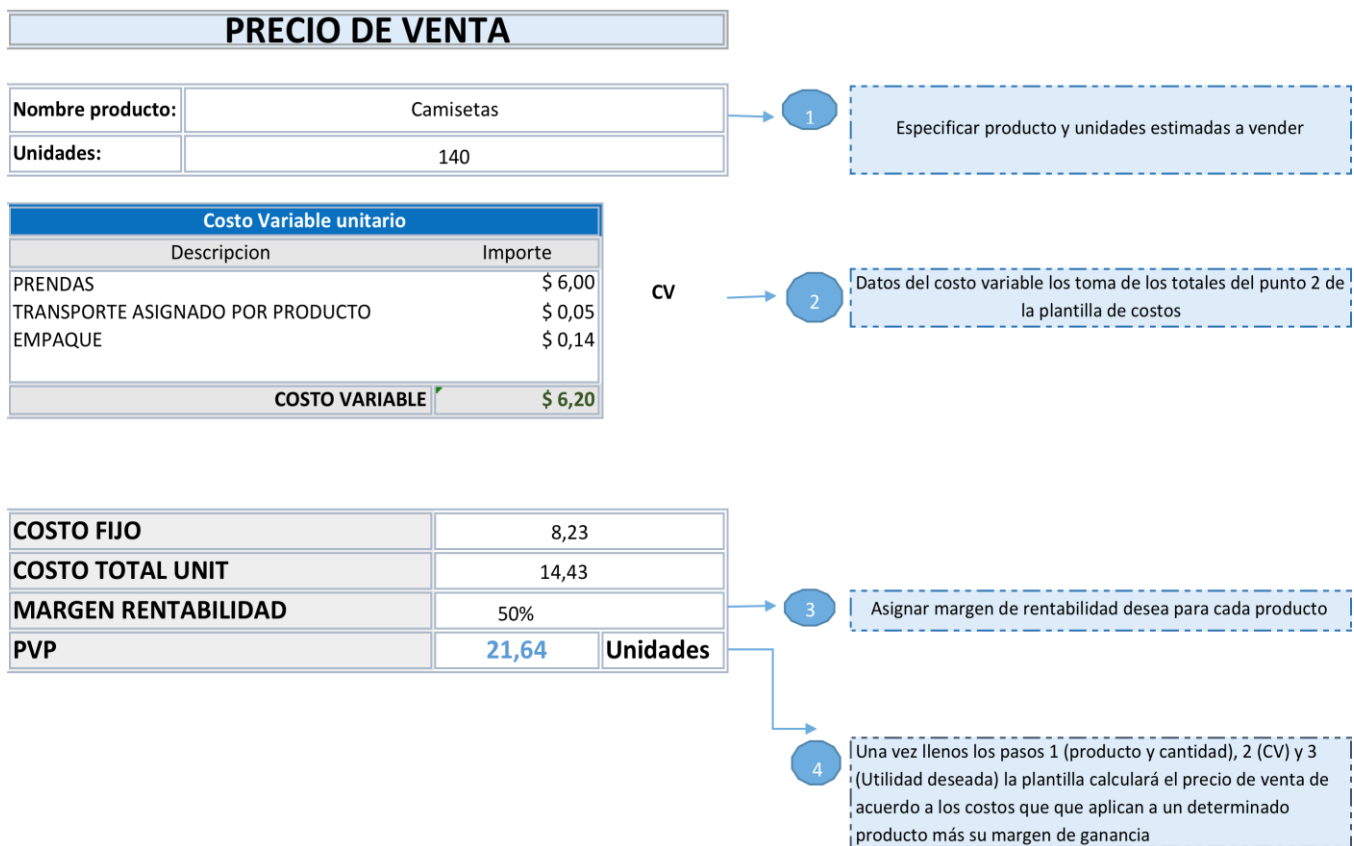 PRECIO DE VENTA
Nombre producto: Camisetas
Unidades: 140
1
Especificar producto y unidades estimadas a vender
Costo Variable unitario
Descripcion Importe
PRENDAS $ 6,00
TRANSPORTE ASIGNADO POR PRODUCTO $ 0,05
EMPAQUE $ 0,14
COSTO VARIABLE $ 6,20
CV
2
Datos del costo variable los toma de los totales del punto 2 de
la plantilla de costos
COSTO FIJO 8,23
COSTO TOTAL UNIT 14,43
MARGEN RENTABILIDAD 50%
PVP 21,64 Unidades
3
Asignar margen de rentabilidad desea para cada producto
4
Una vez llenos los pasos 1 (producto y cantidad), 2 (CV) y 3
(Utilidad deseada) la plantilla calculará el precio de venta de
acuerdo a los costos que que aplican a un determinado
producto más su margen de ganancia